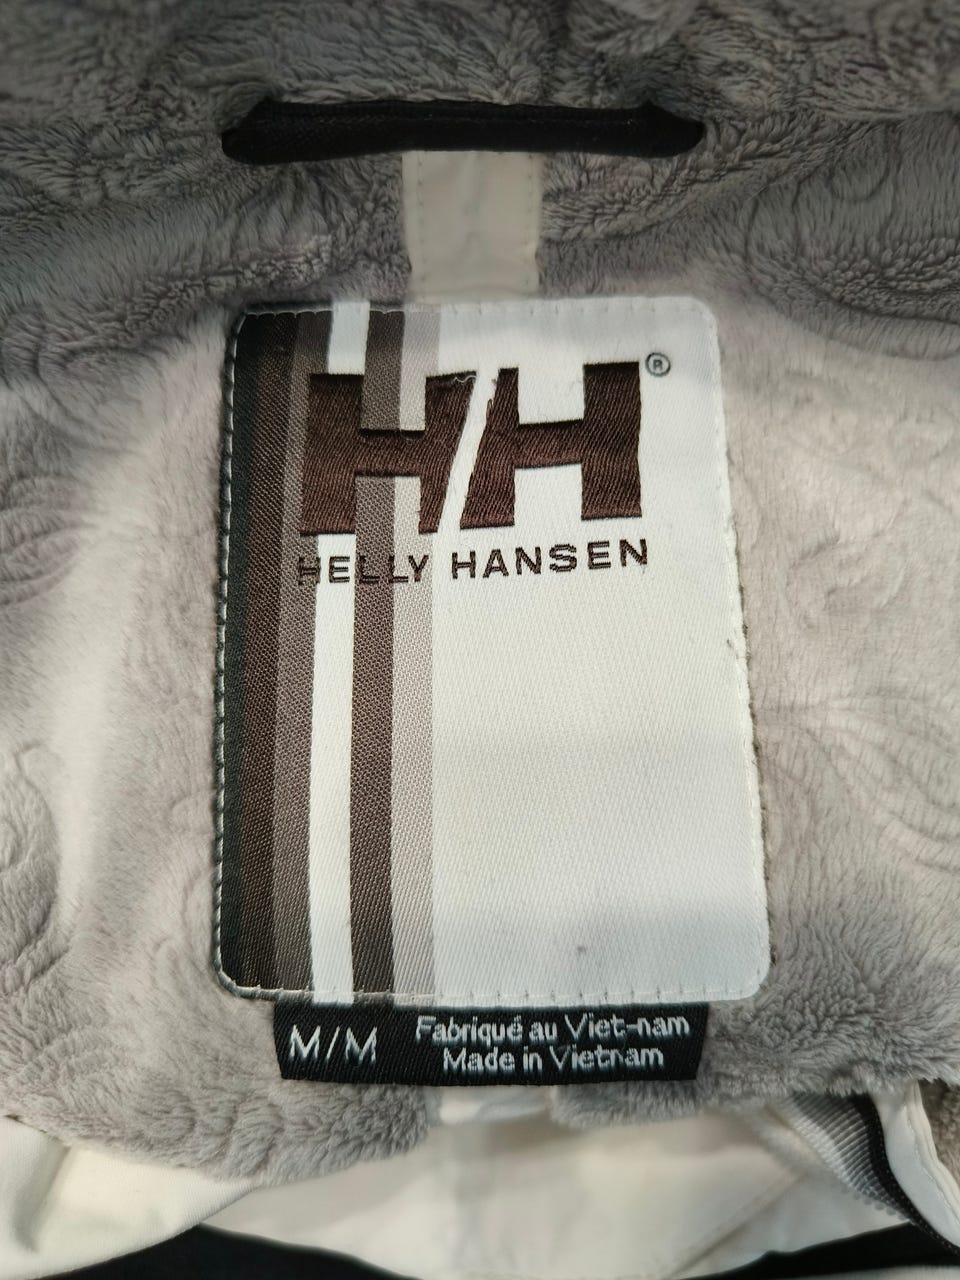 HH®
HELLY HANSEN
M/M
Fabriqué au Viet-nam
Made in Vietnam